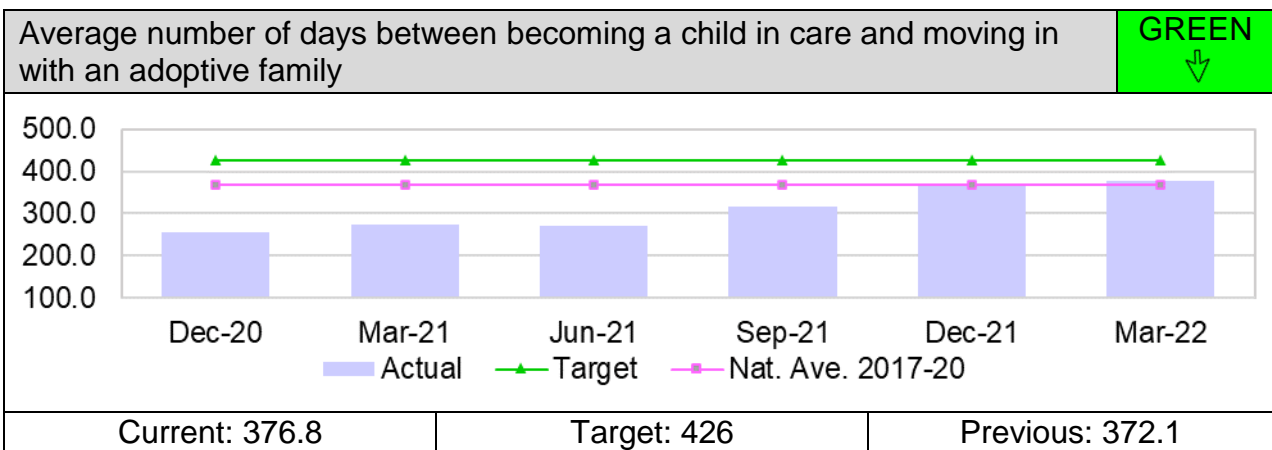 Average number of days between becoming a child in care and moving in
with an adoptive family
GREEN
500.0
400.0
300.0
200.0
100.0
Dec-20 Mar-21 Jun-21 Sep-21 Dec-21 Mar-22
Actual Target Nat. Ave. 2017-20
Current: 376.8 Target: 426 Previous: 372.1